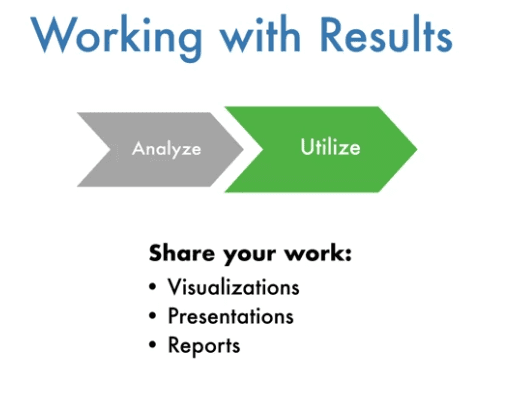 Working with Results
Analyze
Utilize
Share your work:
• Visualizations
• Presentations
• Reports